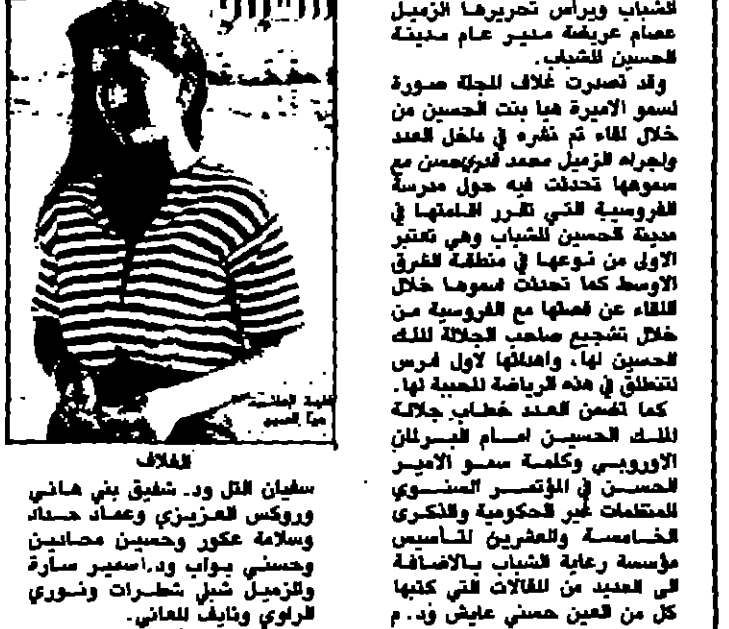 الشباب ويرأس تحريرها الزميل
عصام عريضة مدير عام مدينة
الحسين للشباب.
وقد تصدرت غلاف المجلة صورة
لسمو الاميرة هيا بنت الحسين من
خلال لقاء تم نشره في داخل العدد
واجراه الزميل محمد قدري حسن مع
سموها تحدثت فيه حول مدرسة
الفروسية التي تقرر اقامتها في
مدينة الحسين للشباب وهي تعتبر
الاولى من نوعها في منطقة الشرق
الاوسط كما تحدثت سموها خلال
اللقاء عن قصتها مع الفروسية من
خلال تشجيع صاحب الجلالة الملك
الحسين لها، واهدائها لاول فرس
لتنطلق في هذه الرياضة المحببة لها.
كما تضمن العدد خطاب جلالة
الملك الحسين امام البرلمان
الاوروبي وكلمة سمو الامير
الحسن في المؤتمر السنوي
للمنظمات غير الحكومية والذكرى
الخامسة والعشرين لتأسيس
مؤسسة رعاية الشباب بالاضافة
الى العديد من المقالات التي كتبها
كل من العين حسني عايش ود. م
الغلاف
سفيان التل ود. شفيق بني هاني
وروكس العزيزي وعماد حداد
وسلامة عكور وحسين محادين
وحسني بواب ود. سمير سارة
والزميل شبلي شطرات ونوري
الراوي ونايف المعاني.